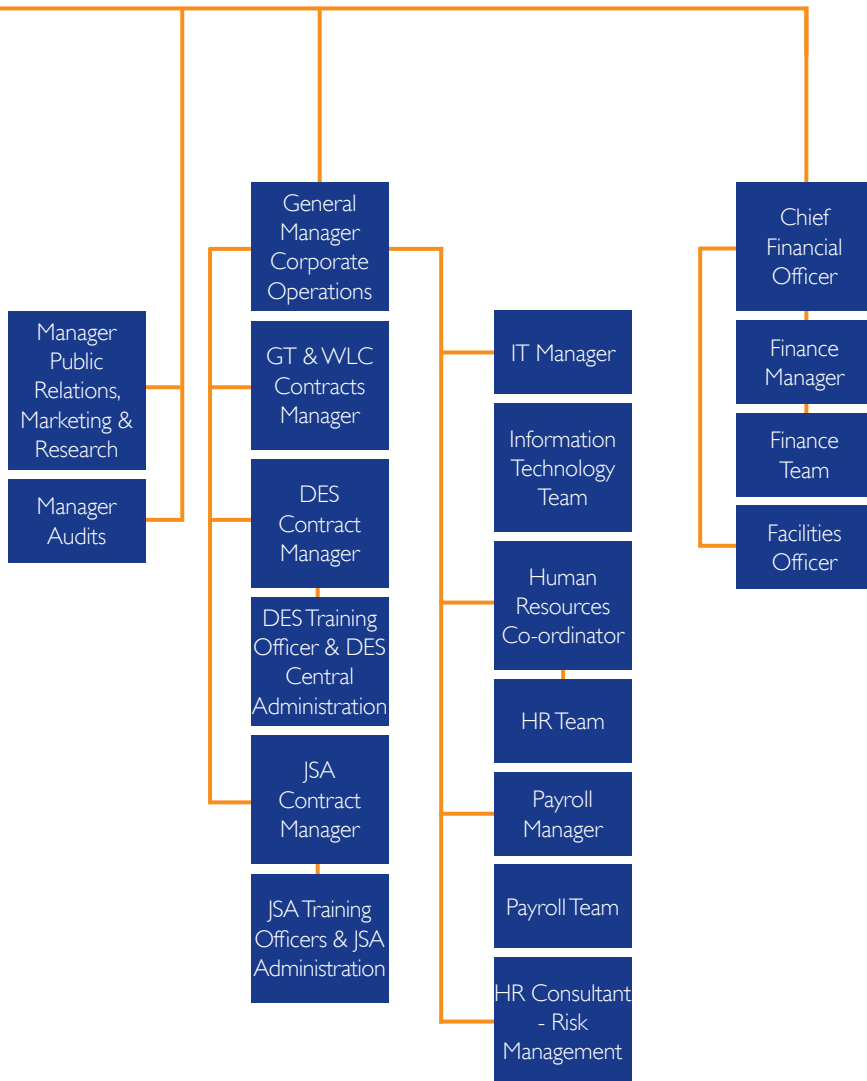 Manager
Public
Relations,
Marketing &
Research
Manager
Audits
General
Manager
Corporate
Operations
GT & WLC
Contracts
Manager
DES
Contract
Manager
DES Training
Officer & DES
Central
Administration
JSA
Contract
Manager
JSA Training
Officers & JSA
Administration
IT Manager
Information
Technology
Team
Human
Resources
Co-ordinator
HR Team
Payroll
Manager
Payroll Team
HR Consultant
- Risk
Management
Chief
Financial
Officer
Finance
Manager
Finance
Team
Facilities
Officer